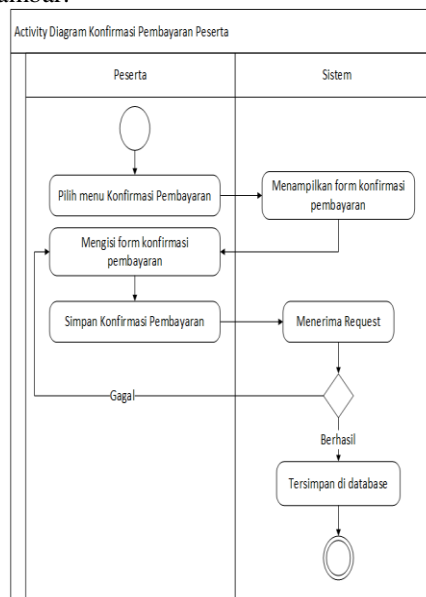 ambar.
Activity Diagram Konfirmasi Pembayaran Peserta
Peserta
Sistem
Pilih menu Konfirmasi Pembayaran
Menampilkan form konfirmasi
pembayaran
Mengisi form konfirmasi
pembayaran
Simpan Konfirmasi Pembayaran
Menerima Request
Gagal
Berhasil
Tersimpan di database